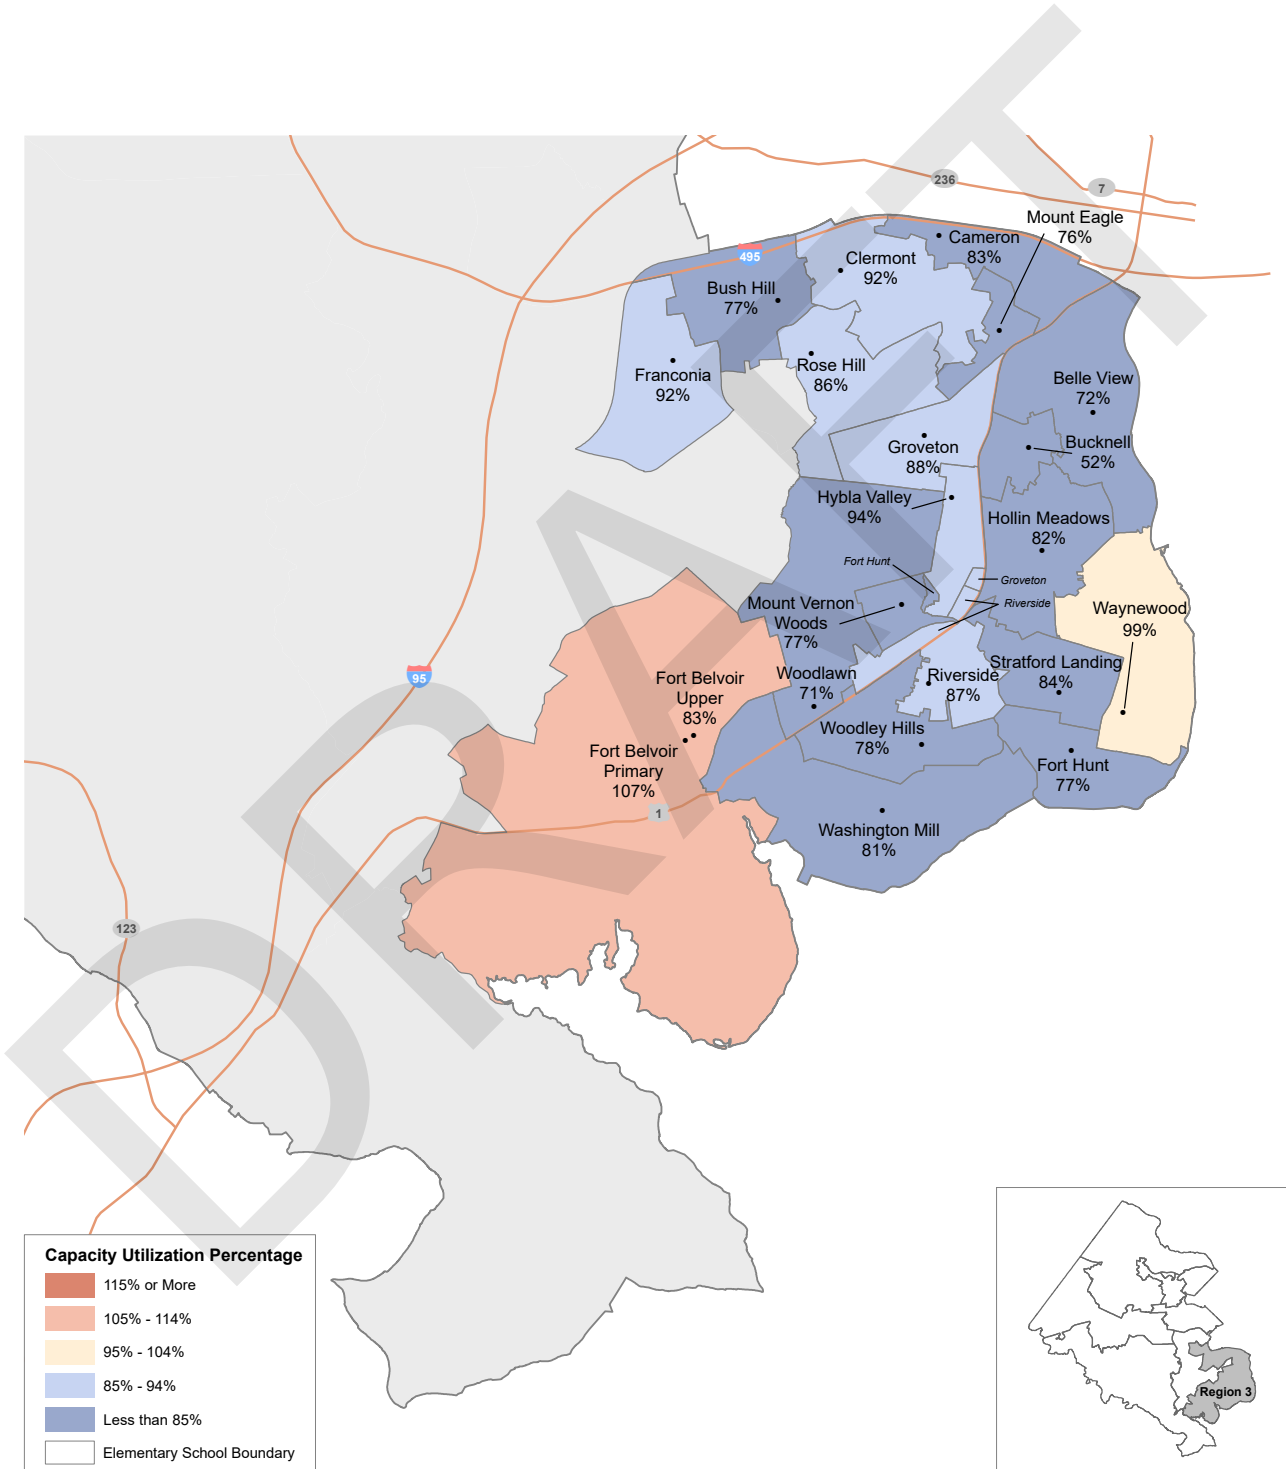 236
7
Mount Eagle
76%
Cameron
83%
495
Clermont
92%
Bush Hill
77%
Rose Hill
86%
Franconia
92%
Belle View
72%
Groveton
88%
Bucknell
52%
Hybla Valley
94%
Hollin Meadows
82%
Fort Hunt
Groveton
Riverside
Mount Vernon
Woods
77%
Waynewood
99%
95
Fort Belvoir
Upper
83%
Woodlawn
71%
Riverside
87%
Stratford Landing
84%
Fort Belvoir
Primary
107%
Woodley Hills
78%
Fort Hunt
77%
1
Washington Mill
81%
123
DRAFT
Capacity Utilization Percentage
115% or More
105% - 114%
95% - 104%
85% - 94%
Less than 85%
Elementary School Boundary
Region 3